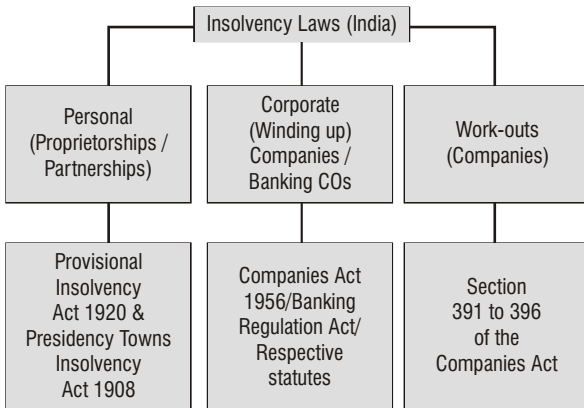 Insolvency Laws (India)
Personal
(Proprietorships /
Partnerships)
Corporate
(Winding up)
Companies /
Banking COs
Work-outs
(Companies)
Provisional
Insolvency
Act 1920 &
Presidency Towns
Insolvency
Act 1908
Companies Act
1956/Banking
Regulation Act/
Respective
statutes
Section
391 to 396
of the
Companies Act